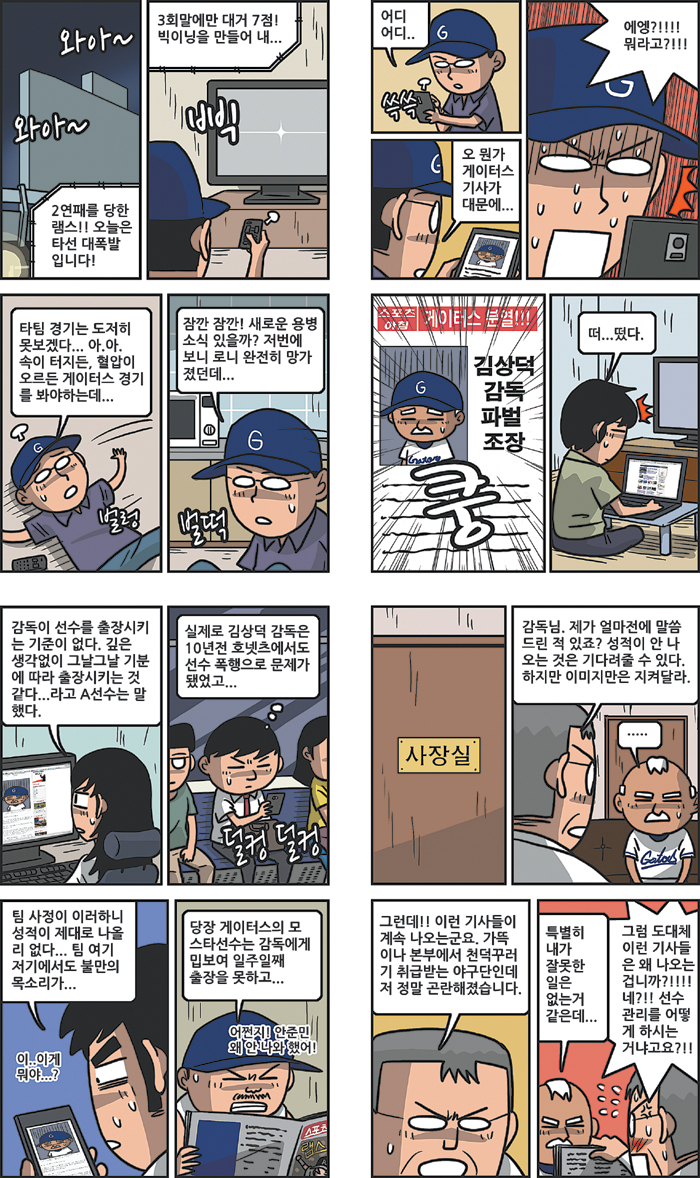 와아~
와아~
2연패를 당한
램스!! 오늘은
타선 대폭발
입니다!
3회말에만 대거 7점!
빅이닝을 만들어 내...
삐빅
타팀 경기는 도저히
못보겠다... 아.아.
속이 터지든, 혈압이
오르든 게이터스 경기
를 봐야하는데...
벌렁
G
잠깐 잠깐! 새로운 용병
소식 있을까? 저번에
보니 로니 완전히 망가
졌던데...
G
벌떡
어디
어디..
G
쓱쓱
오 뭔가
게이터스
기사가
대문에...
에엥?!!!!
뭐라고?!!!
G
스포츠
아침
게이터스 분열!!!
김상덕
감독
파벌
조장
G
Gators
쿵
떠...떴다.
감독이 선수를 출장시키
는 기준이 없다. 깊은
생각없이 그날그날 기분
에 따라 출장시키는 것
같다...라고 A선수는 말
했다.
실제로 김상덕 감독은
10년전 호넷츠에서도
선수 폭행으로 문제가
됐었고...
덜컹 덜컹
팀 사정이 이러하니
성적이 제대로 나올
리 없다... 팀 여기
저기에서도 불만의
목소리가...
이..이게
뭐야...?
당장 게이터스의 모
스타선수는 감독에게
밉보여 일주일째
출장을 못하고...
어쩐지! 안준민
왜 안 나와 했어!
스포츠
램스
사장실
감독님. 제가 얼마전에 말씀
드린 적 있죠? 성적이 안 나
오는 것은 기다려줄 수 있다.
하지만 이미지만은 지켜달라.
.....
Gators
그런데!! 이런 기사들이
계속 나오는군요. 가뜩
이나 본부에서 천덕꾸러
기 취급받는 야구단인데
저 정말 곤란해졌습니다.
특별히
내가
잘못한
일은
없는거
같은데...
그럼 도대체
이런 기사들
은 왜 나오는
겁니까?!!!!
네?!! 선수
관리를 어떻
게 하시는
거냐고요?!!